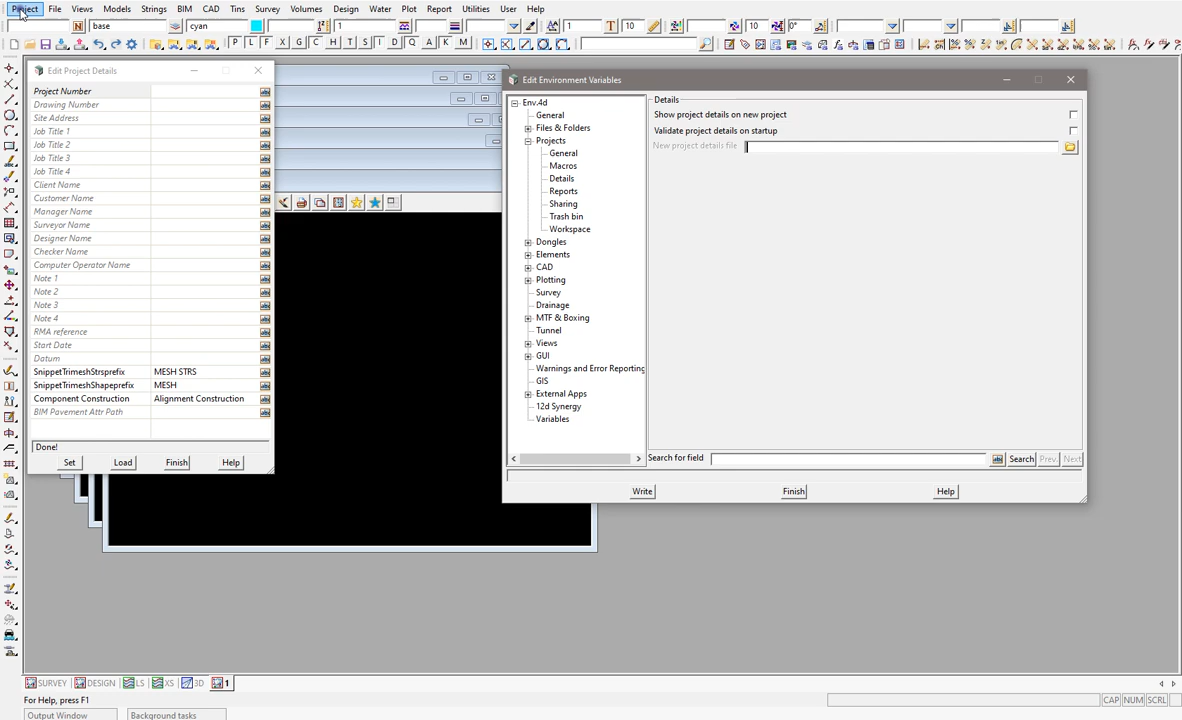 Project File Views Models Strings BIM CAD Tins Survey Volumes Models Design Water Plot Report Utilities User Help
N base cyan 1 1 T 10 10 0°
P L F X G C H T S I D Q A K M
Edit Project Details
Project Number
Drawing Number
Site Address
Job Title 1
Job Title 2
Job Title 3
Job Title 4
Client Name
Customer Name
Manager Name
Surveyor Name
Designer Name
Checker Name
Computer Operator Name
Note 1
Note 2
Note 3
Note 4
RMA reference
Start Date
Datum
SnippetTrimeshStrsprefix MESH STRS
SnippetTrimeshShapeprefix MESH
Component Construction Alignment Construction
BIM Pavement Attr Path
Done!
Set Load Finish Help
Edit Environment Variables
Env.4d
General
Files & Folders
Projects
General
Macros
Details
Reports
Sharing
Trash bin
Workspace
Dongles
Elements
CAD
Plotting
Survey
Drainage
MTF & Boxing
Tunnel
Views
GUI
Warnings and Error Reporting
GIS
External Apps
12d Synergy
Variables
Details
Show project details on new project
Validate project details on startup
New project details file
Search for field Search Prev. Next
Write Finish Help
SURVEY DESIGN LS XS 3D 1
For Help, press F1
CAP NUM SCRL
Output Window Background tasks